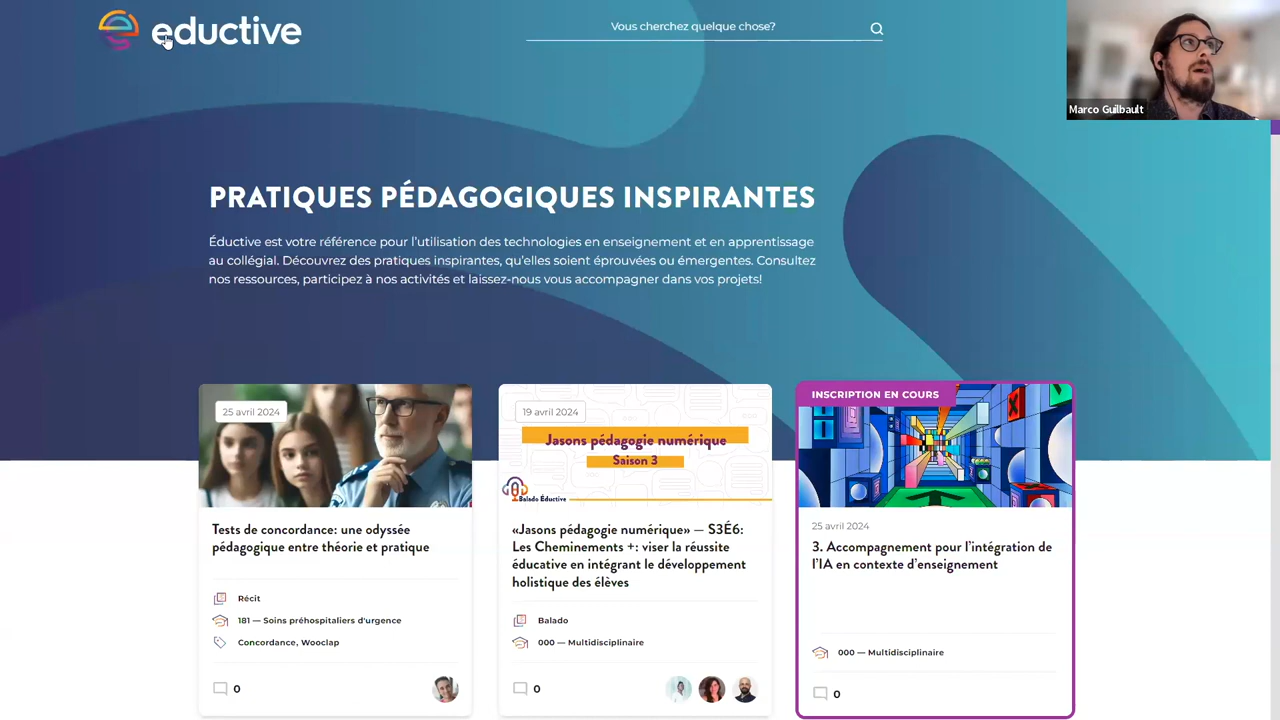 eductive
Vous cherchez quelque chose?
Marco Guilbault
PRATIQUES PÉDAGOGIQUES INSPIRANTES
Éductive est votre référence pour l'utilisation des technologies en enseignement et en apprentissage
au collégial. Découvrez des pratiques inspirantes, qu'elles soient éprouvées ou émergentes. Consultez
nos ressources, participez à nos activités et laissez-nous vous accompagner dans vos projets!
25 avril 2024
Tests de concordance: une odyssée
pédagogique entre théorie et pratique
Récit
181 — Soins préhospitaliers d'urgence
Concordance, Wooclap
0
19 avril 2024
Jasons pédagogie numérique
Saison 3
Balado Éductive
«Jasons pédagogie numérique» — S3É6:
Les Cheminements +: viser la réussite
éducative en intégrant le développement
holistique des élèves
Balado
000 — Multidisciplinaire
0
INSCRIPTION EN COURS
25 avril 2024
3. Accompagnement pour l'intégration de
l'IA en contexte d'enseignement
000 — Multidisciplinaire
0